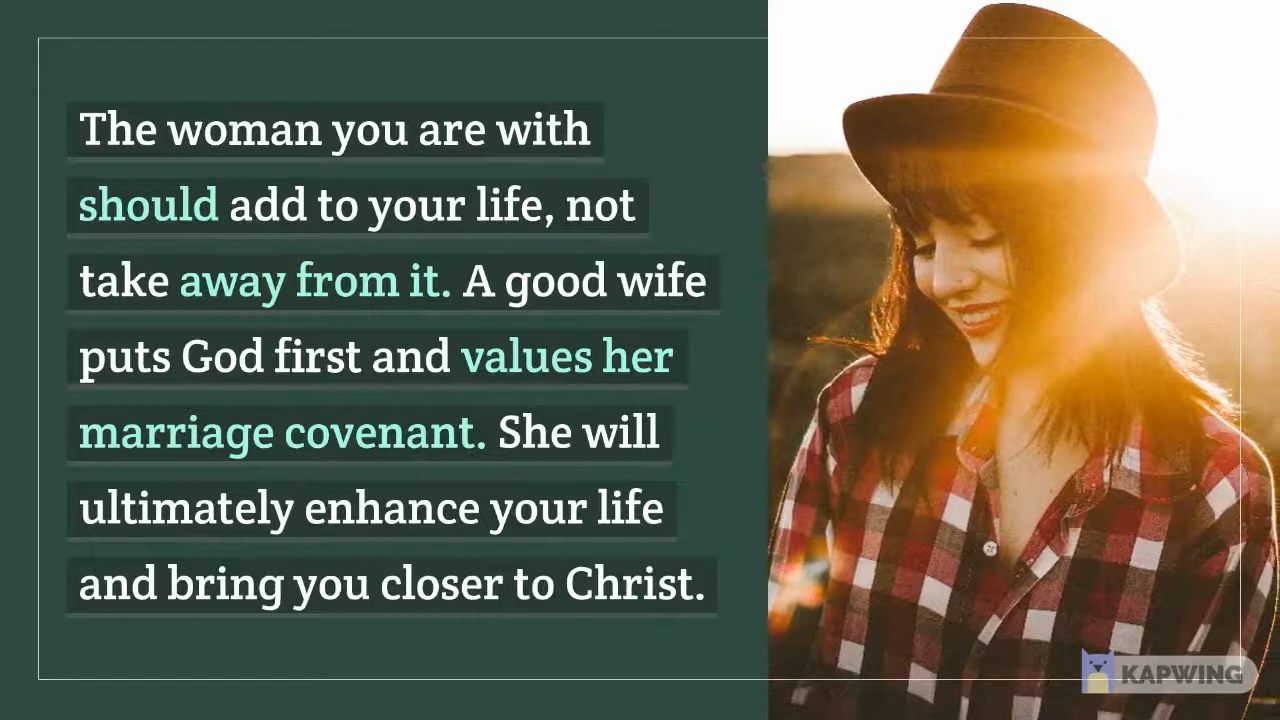 The woman you are with
should add to your life, not
take away from it. A good wife
puts God first and values her
marriage covenant. She will
ultimately enhance your life
and bring you closer to Christ.
KAPWING